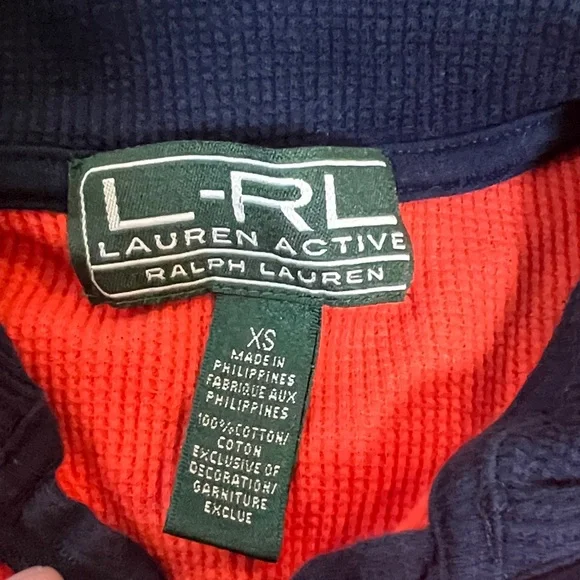 L-RL
LAUREN ACTIVE
RALPH LAUREN
XS
MADE IN
PHILIPPINES
FABRIQUE AUX
PHILIPPINES
100%COTTON/
COTON
EXCLUSIVE OF
DECORATION/
GARNITURE
EXCLUE